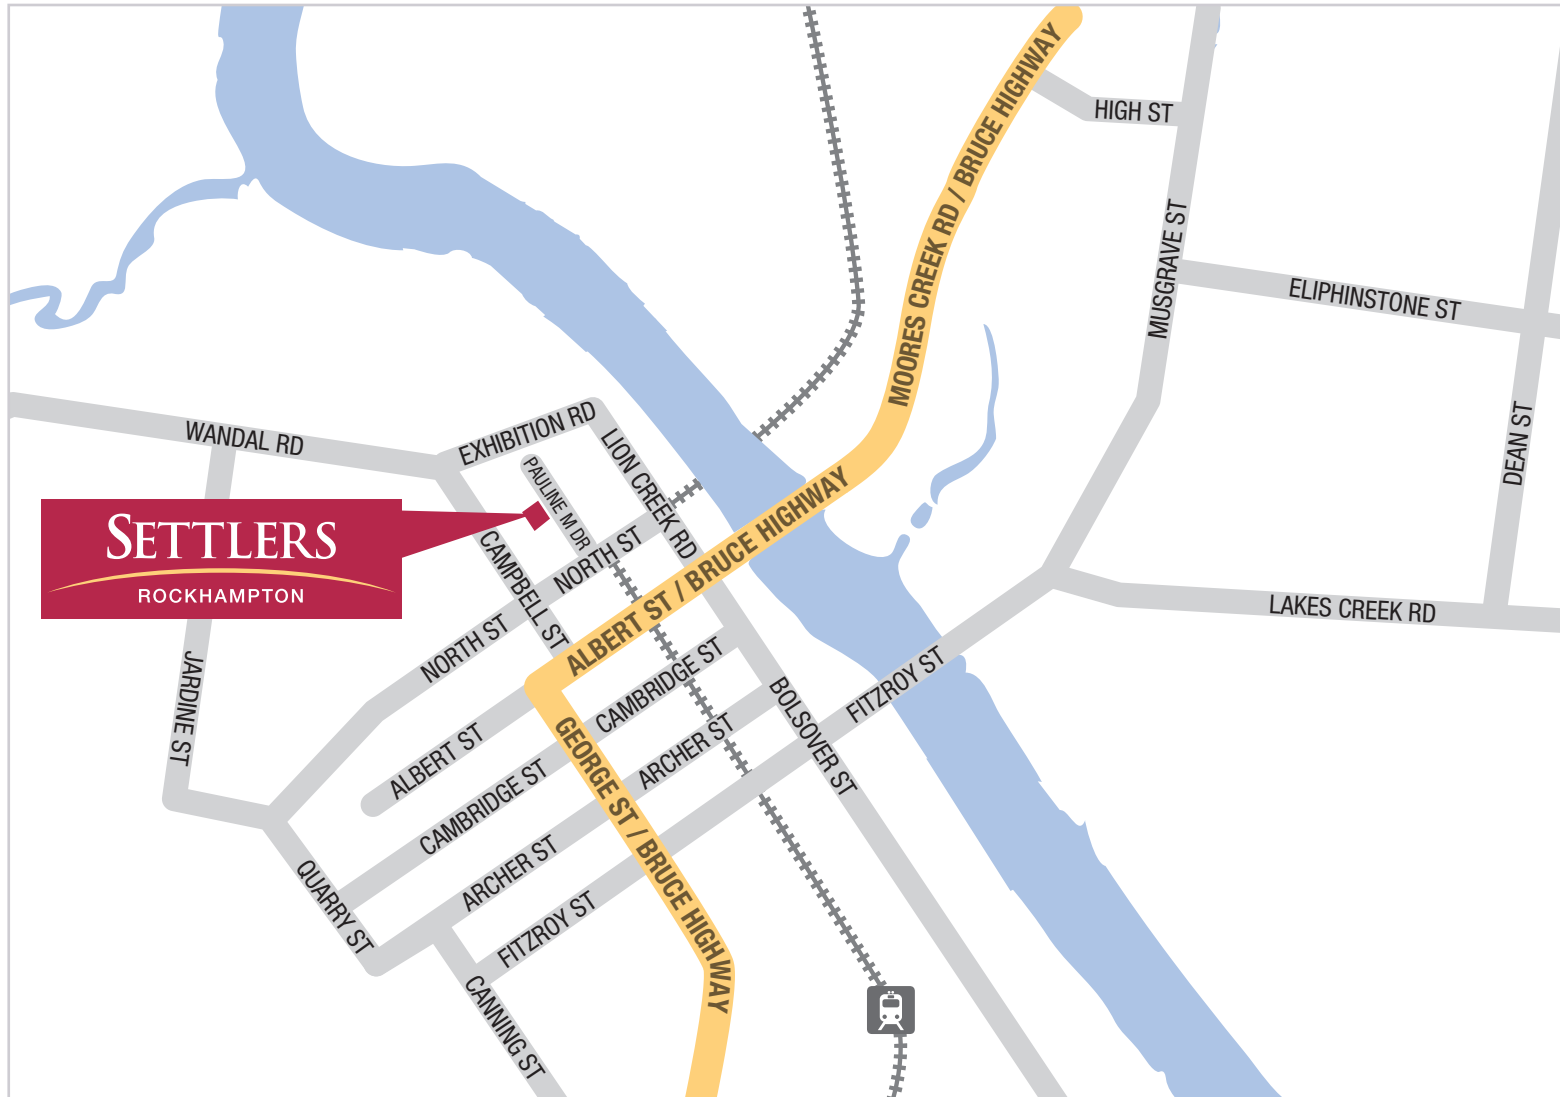 MOORES CREEK RD / BRUCE HIGHWAY
HIGH ST
MUSGRAVE ST
ELIPHINSTONE ST
DEAN ST
LAKES CREEK RD
WANDAL RD
EXHIBITION RD
LION CREEK RD
PAULINE M DR
SETTLERS
ROCKHAMPTON
CAMPBELL ST
NORTH ST
NORTH ST
ALBERT ST / BRUCE HIGHWAY
JARDINE ST
ALBERT ST
CAMBRIDGE ST
CAMBRIDGE ST
ARCHER ST
ARCHER ST
BOLSOVER ST
FITZROY ST
FITZROY ST
GEORGE ST / BRUCE HIGHWAY
QUARRY ST
CANNING ST